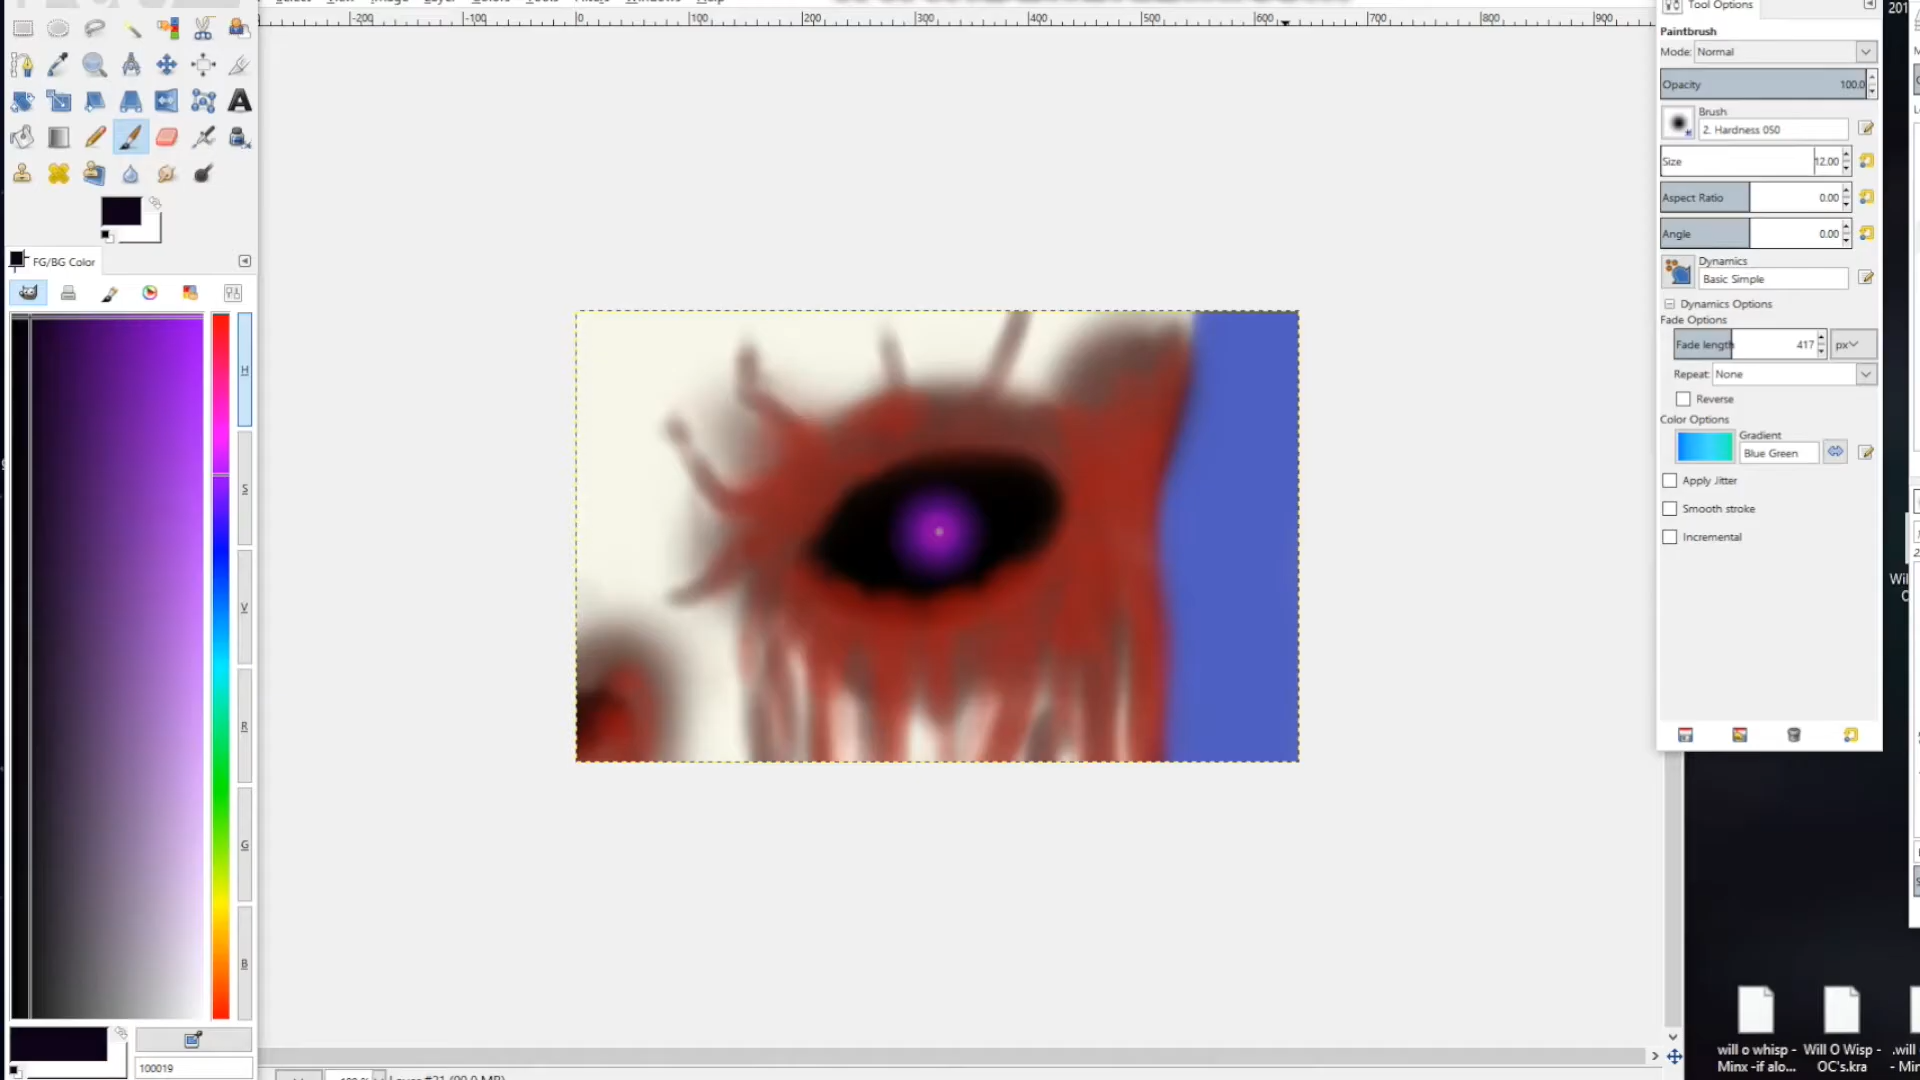 Tool Options
201
-200
-100
0
100
200
300
400
500
600
700
800
900
Paintbrush
Mode: Normal
Opacity 100.0
Brush
2. Hardness 050
Size 12.00
Aspect Ratio 0.00
Angle 0.00
Dynamics
Basic Simple
Dynamics Options
Fade Options
Fade length 417 px
Repeat: None
Reverse
Color Options
Gradient
Blue Green
Apply Jitter
Smooth stroke
Incremental
FG/BG Color
H
S
V
R
G
B
100019
will o whisp -
Minx -if alo...
Will O Wisp -
OC's.kra